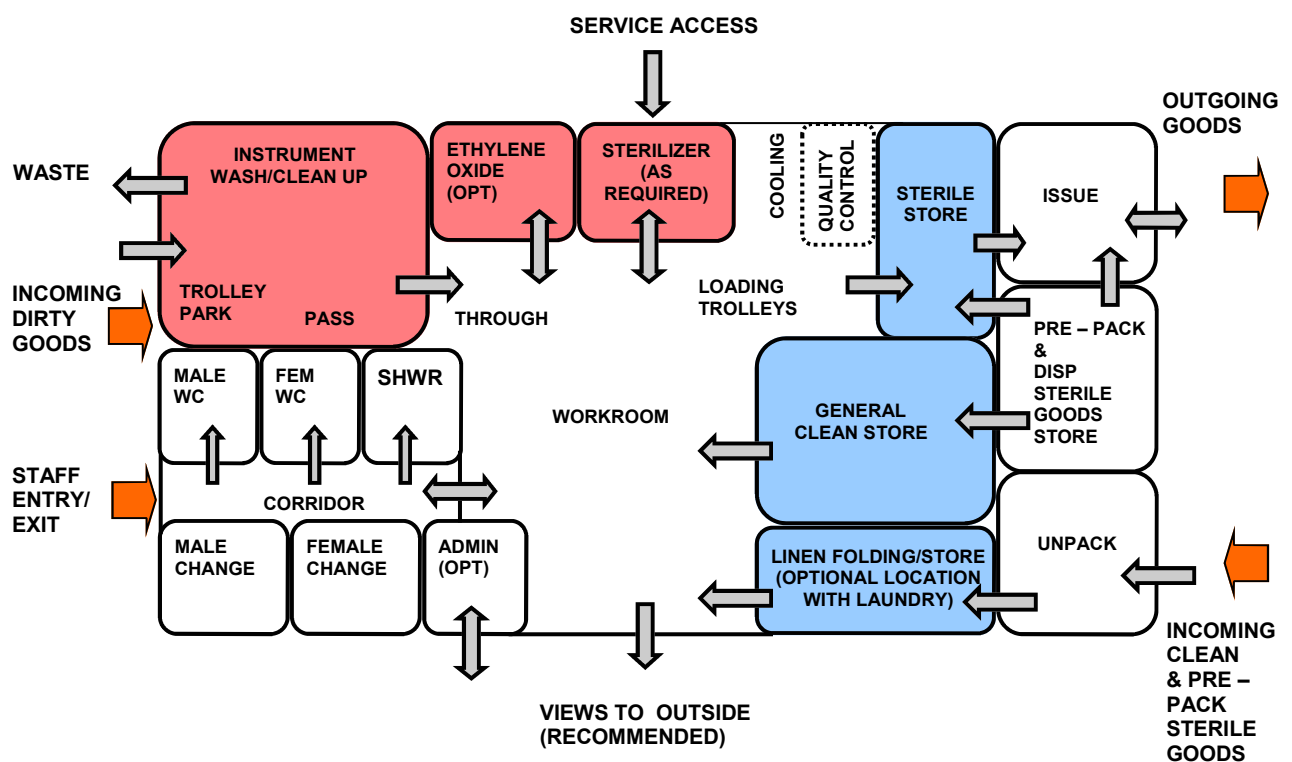 SERVICE ACCESS
OUTGOING
GOODS
WASTE
INSTRUMENT
WASH/CLEAN UP
ETHYLENE
OXIDE
(OPT)
STERILIZER
(AS
REQUIRED)
COOLING
QUALITY
CONTROL
STERILE
STORE
ISSUE
INCOMING
DIRTY
GOODS
TROLLEY
PARK
PASS
THROUGH
LOADING
TROLLEYS
PRE – PACK
&
DISP
STERILE
GOODS
STORE
MALE
WC
FEM
WC
SHWR
WORKROOM
GENERAL
CLEAN STORE
STAFF
ENTRY/
EXIT
CORRIDOR
MALE
CHANGE
FEMALE
CHANGE
ADMIN
(OPT)
LINEN FOLDING/STORE
(OPTIONAL LOCATION
WITH LAUNDRY)
UNPACK
INCOMING
CLEAN
& PRE –
PACK
STERILE
GOODS
VIEWS TO OUTSIDE
(RECOMMENDED)